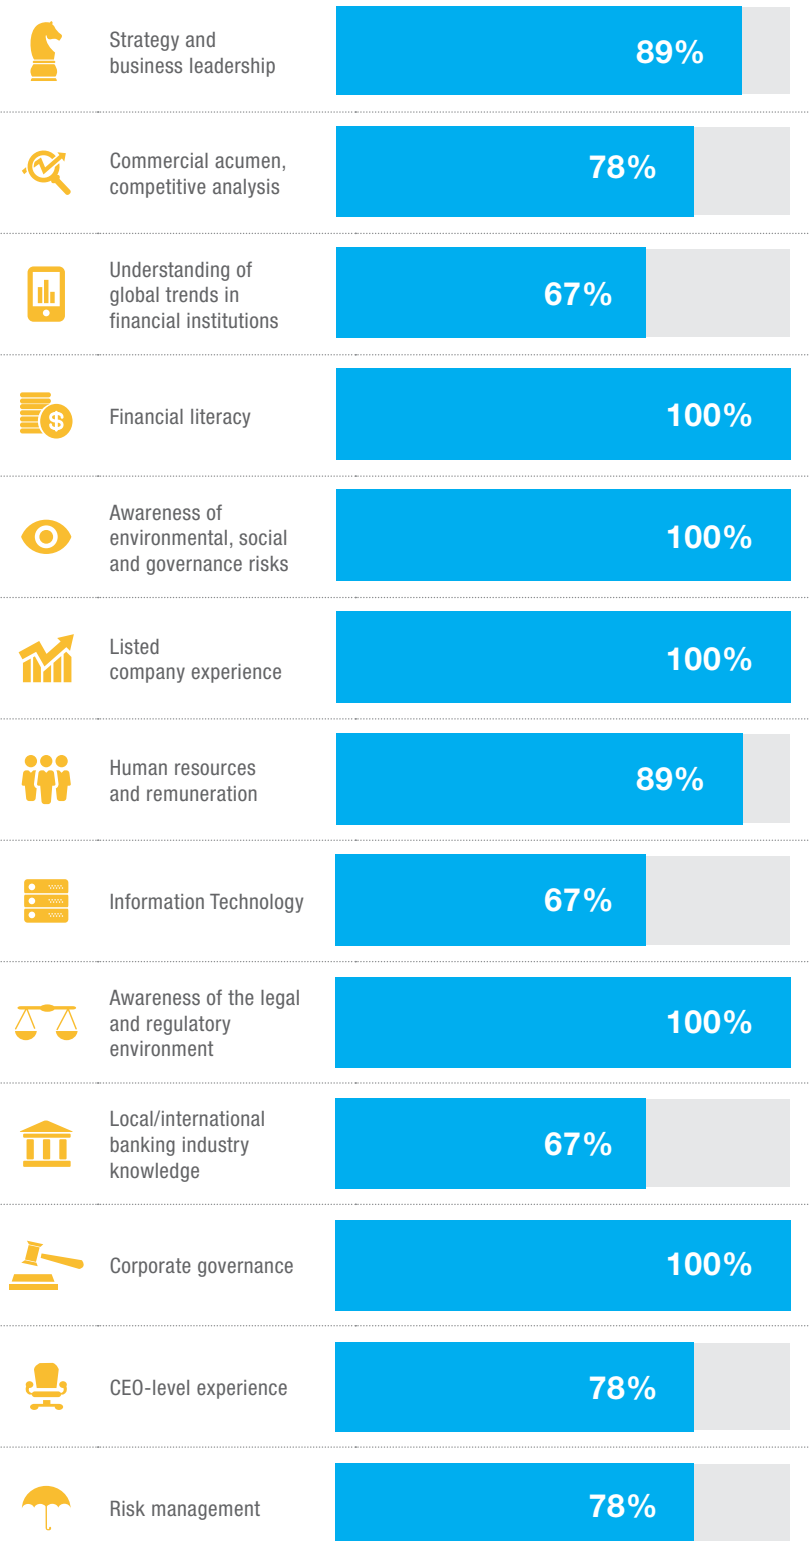 Strategy and
business leadership
89%
Commercial acumen,
competitive analysis
78%
Understanding of
global trends in
financial institutions
67%
Financial literacy
100%
Awareness of
environmental, social
and governance risks
100%
Listed
company experience
100%
Human resources
and remuneration
89%
Information Technology
67%
Awareness of the legal
and regulatory
environment
100%
Local/international
banking industry
knowledge
67%
Corporate governance
100%
CEO-level experience
78%
Risk management
78%